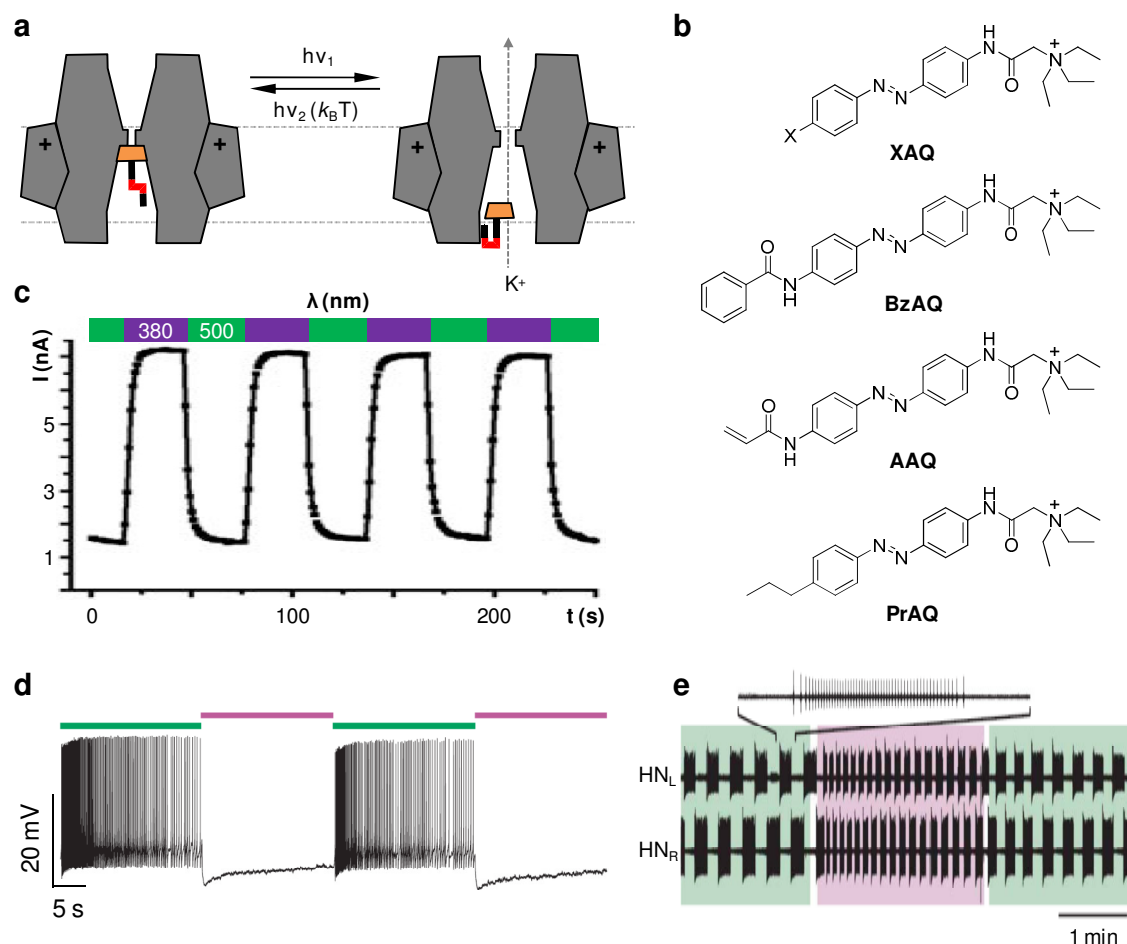 a
hν1
hν2 (kBT)
+ +
+ +
K+
b
H
N
O
N
+
N
N
X
XAQ
H
N
O
N
+
N
N
O
N
H
BzAQ
H
N
O
N
+
N
N
O
N
H
AAQ
H
N
O
N
+
N
N
PrAQ
c
λ (nm)
380 500
I (nA)
5
3
1
0 100 200 t (s)
d
20 mV
5 s
e
HNL
HNR
1 min